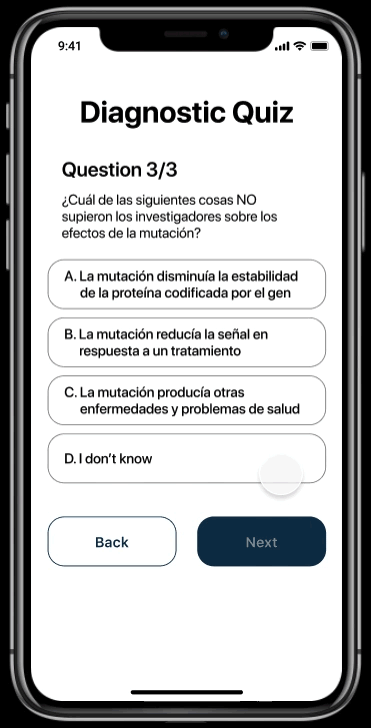 9:41
Diagnostic Quiz
Question 3/3
¿Cuál de las siguientes cosas NO
supieron los investigadores sobre los
efectos de la mutación?
A. La mutación disminuía la estabilidad
de la proteína codificada por el gen
B. La mutación reducía la señal en
respuesta a un tratamiento
C. La mutación producía otras
enfermedades y problemas de salud
D. I don't know
Back
Next